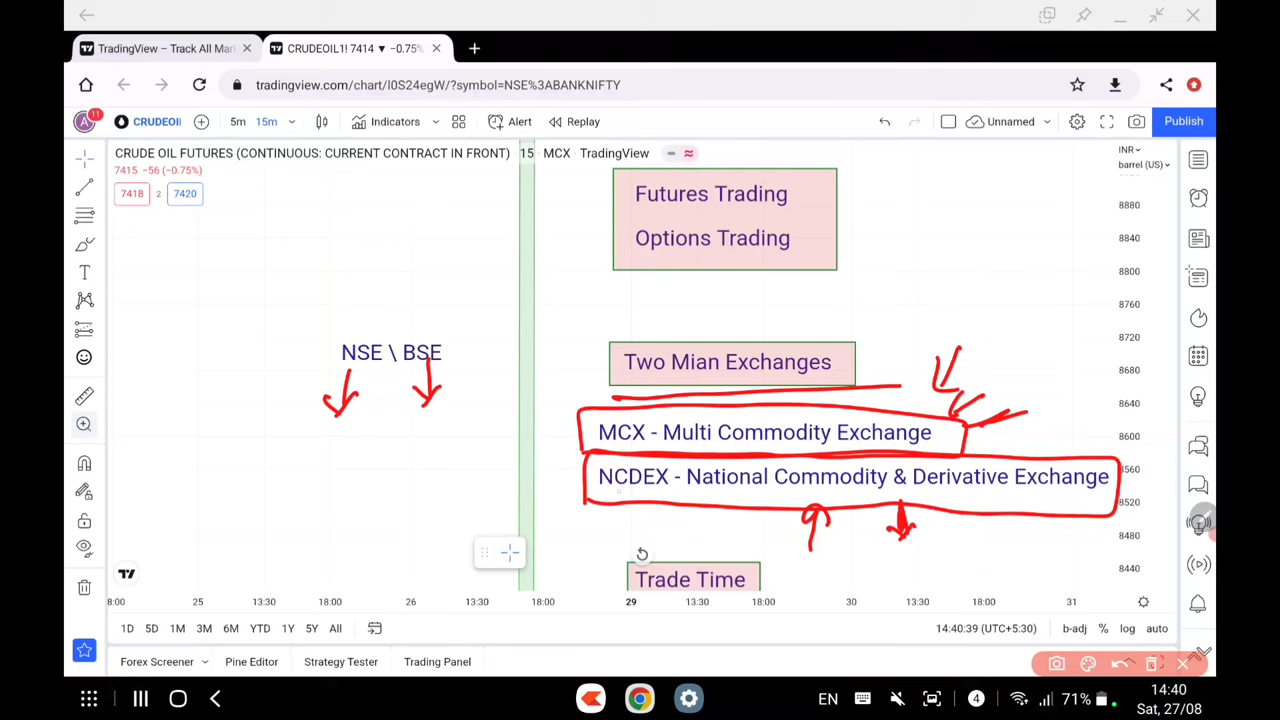 TradingView – Track All Mar
CRUDEOIL1! 7414 ▼ −0.75%
tradingview.com/chart/I0S24egW/?symbol=NSE%3ABANKNIFTY
A 11 CRUDEOI 5m 15m Indicators Alert Replay Unnamed Publish
CRUDE OIL FUTURES (CONTINUOUS: CURRENT CONTRACT IN FRONT) 15 MCX · TradingView
INR
barrel (US)
7415 −56 (−0.75%)
7418 2 7420
Futures Trading
Options Trading
NSE \ BSE
Two Mian Exchanges
MCX - Multi Commodity Exchange
NCDEX - National Commodity & Derivative Exchange
Trade Time
8880
8840
8800
8760
8720
8680
8640
8600
8560
8520
8480
8440
8:00 25 13:30 18:00 26 13:30 18:00 29 13:30 18:00 30 13:30 18:00 31
1D 5D 1M 3M 6M YTD 1Y 5Y All 14:40:39 (UTC+5:30) b-adj % log auto
Forex Screener Pine Editor Strategy Tester Trading Panel
EN 4 71% 14:40
Sat, 27/08